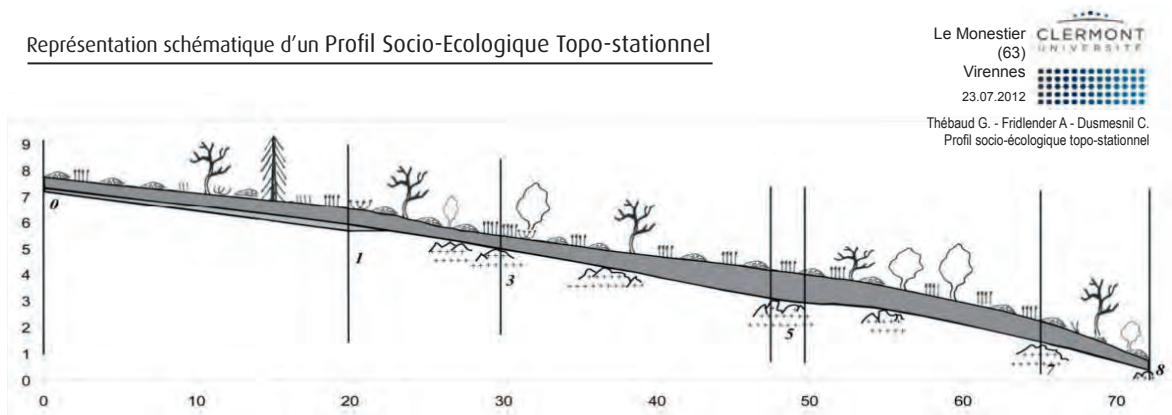 Représentation schématique d'un Profil Socio-Ecologique Topo-stationnel
Le Monestier
(63)
Virennes
23.07.2012
CLERMONT
UNIVERSITÉ
Thébaud G. - Fridlender A - Dusmesnil C.
Profil socio-écologique topo-stationnel
9
8
7
6
5
4
3
2
1
0
0
1
3
5
7
8
0 10 20 30 40 50 60 70